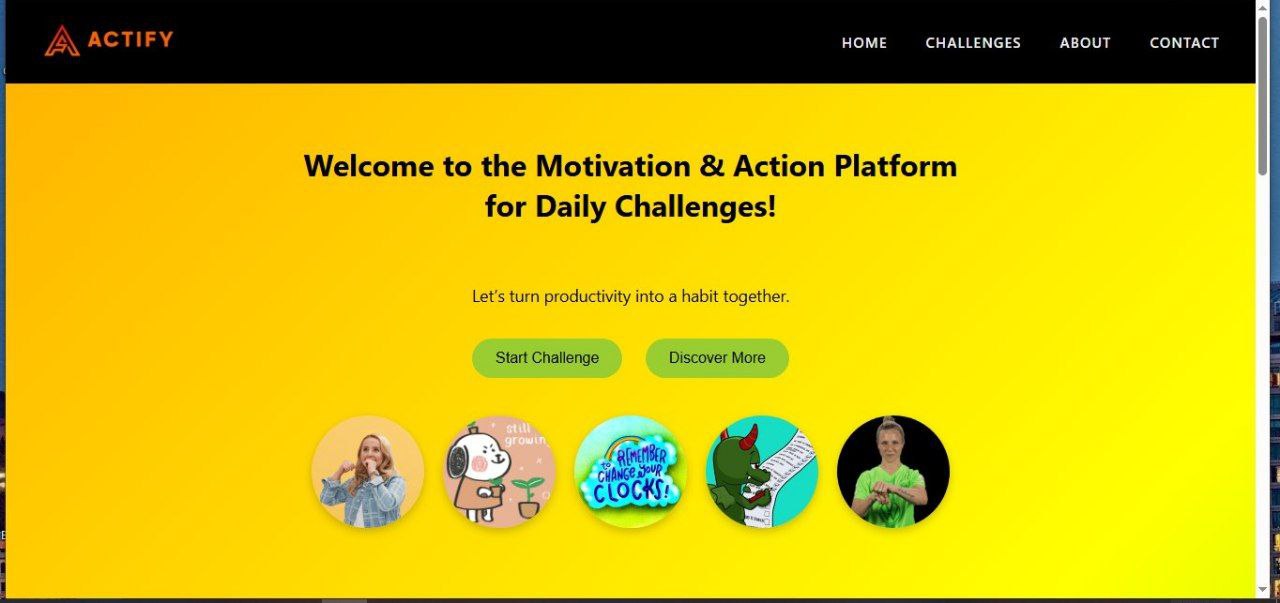 ACTIFY
HOME CHALLENGES ABOUT CONTACT
Welcome to the Motivation & Action Platform
for Daily Challenges!
Let’s turn productivity into a habit together.
Start Challenge Discover More
still
growin
REMEMBER
TO CHANGE YOUR
CLOCKS!